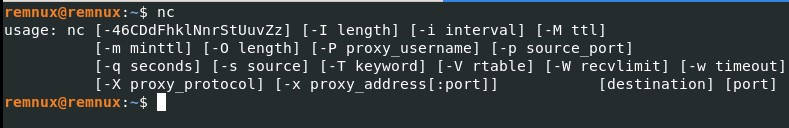 remnux@remnux:~$ nc
usage: nc [-46CDdFhklNnrStUuvZz] [-I length] [-i interval] [-M ttl]
[-m minttl] [-O length] [-P proxy_username] [-p source_port]
[-q seconds] [-s source] [-T keyword] [-V rtable] [-W recvlimit] [-w timeout]
[-X proxy_protocol] [-x proxy_address[:port]] [destination] [port]
remnux@remnux:~$